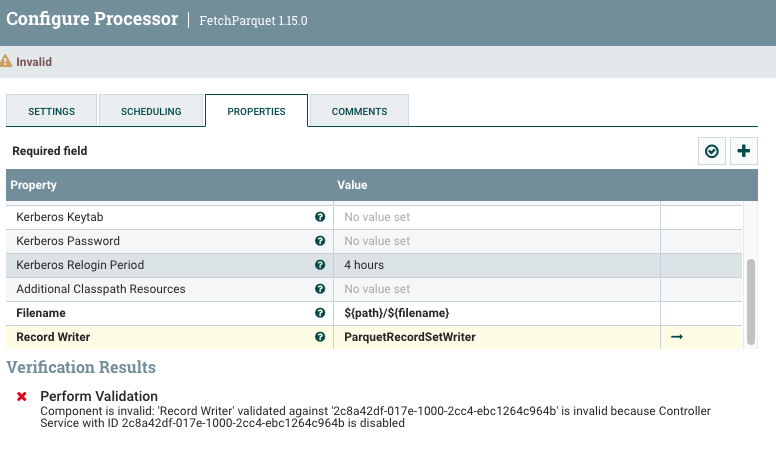 Configure Processor | FetchParquet 1.15.0
Invalid
SETTINGS SCHEDULING PROPERTIES COMMENTS
Required field
Property Value
Kerberos Keytab No value set
Kerberos Password No value set
Kerberos Relogin Period 4 hours
Additional Classpath Resources No value set
Filename ${path}/${filename}
Record Writer ParquetRecordSetWriter
Verification Results
Perform Validation
Component is invalid: 'Record Writer' validated against '2c8a42df-017e-1000-2cc4-ebc1264c964b' is invalid because Controller
Service with ID 2c8a42df-017e-1000-2cc4-ebc1264c964b is disabled